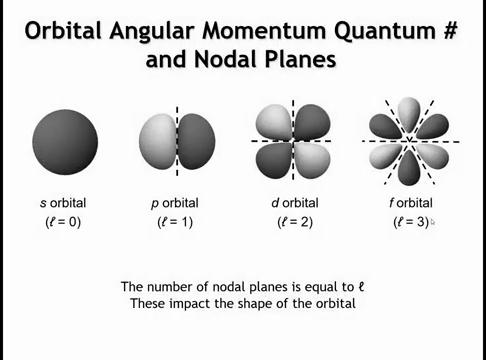 Orbital Angular Momentum Quantum #
and Nodal Planes
s orbital
(ℓ = 0)
p orbital
(ℓ = 1)
d orbital
(ℓ = 2)
f orbital
(ℓ = 3)
The number of nodal planes is equal to ℓ
These impact the shape of the orbital